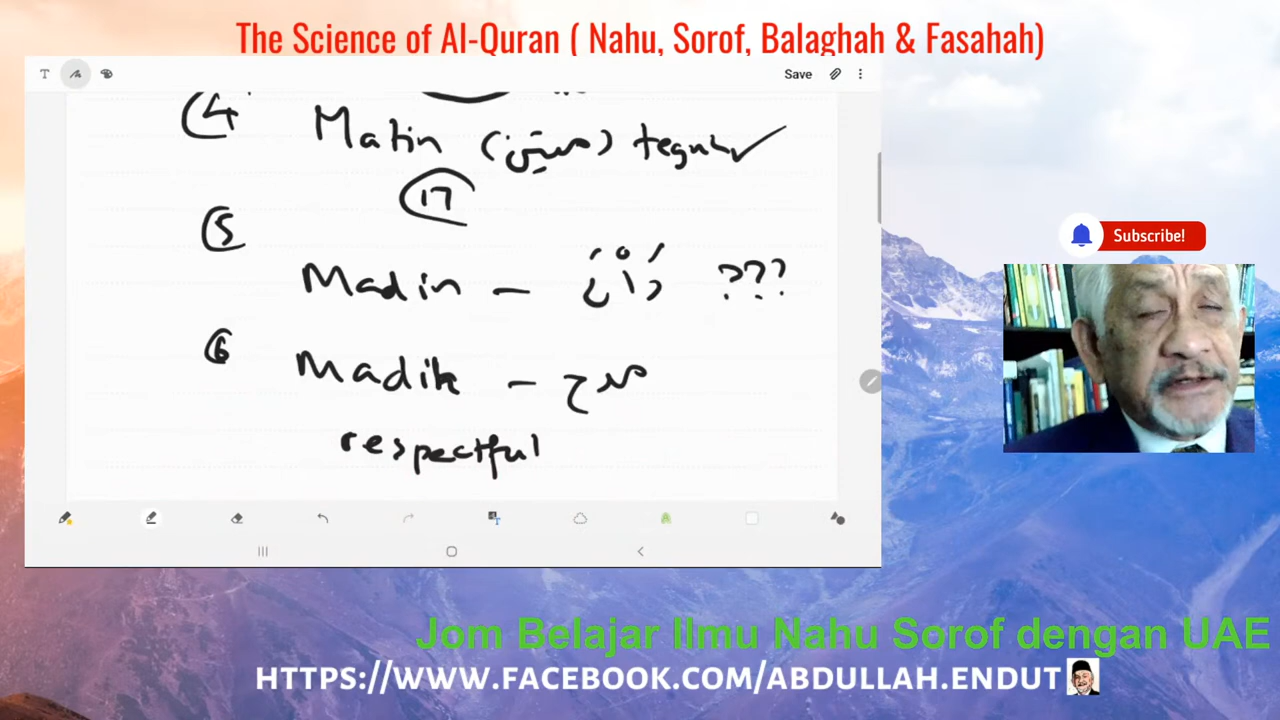 The Science of Al-Quran ( Nahu, Sorof, Balaghah & Fasahah)
T Save
4 Matin (متين) teguh ✓
17
5
Madin – ???
6
Madih – مدح
respectful
Subscribe!
Jom Belajar Ilmu Nahu Sorof dengan UAE
HTTPS://WWW.FACEBOOK.COM/ABDULLAH.ENDUT